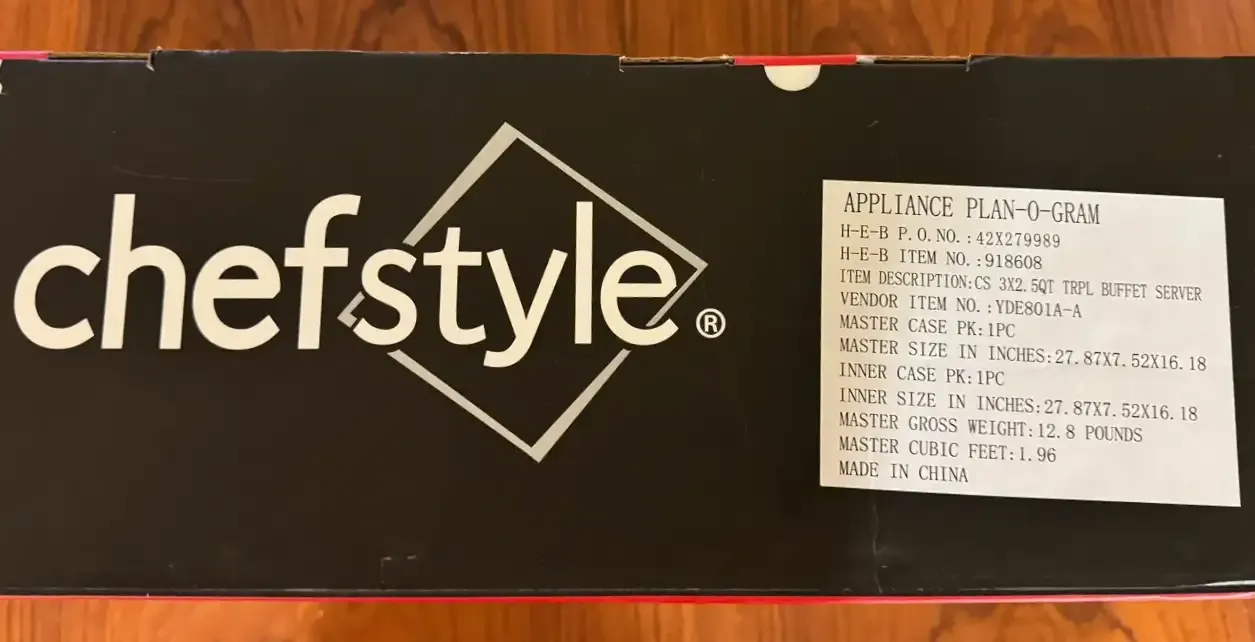 chefstyle®
APPLIANCE PLAN-O-GRAM
H-E-B P.O.NO.:42X279989
H-E-B ITEM NO.:918608
ITEM DESCRIPTION:CS 3X2.5QT TRPL BUFFET SERVER
VENDOR ITEM NO.:YDE801A-A
MASTER CASE PK:1PC
MASTER SIZE IN INCHES:27.87X7.52X16.18
INNER CASE PK:1PC
INNER SIZE IN INCHES:27.87X7.52X16.18
MASTER GROSS WEIGHT:12.8 POUNDS
MASTER CUBIC FEET:1.96
MADE IN CHINA